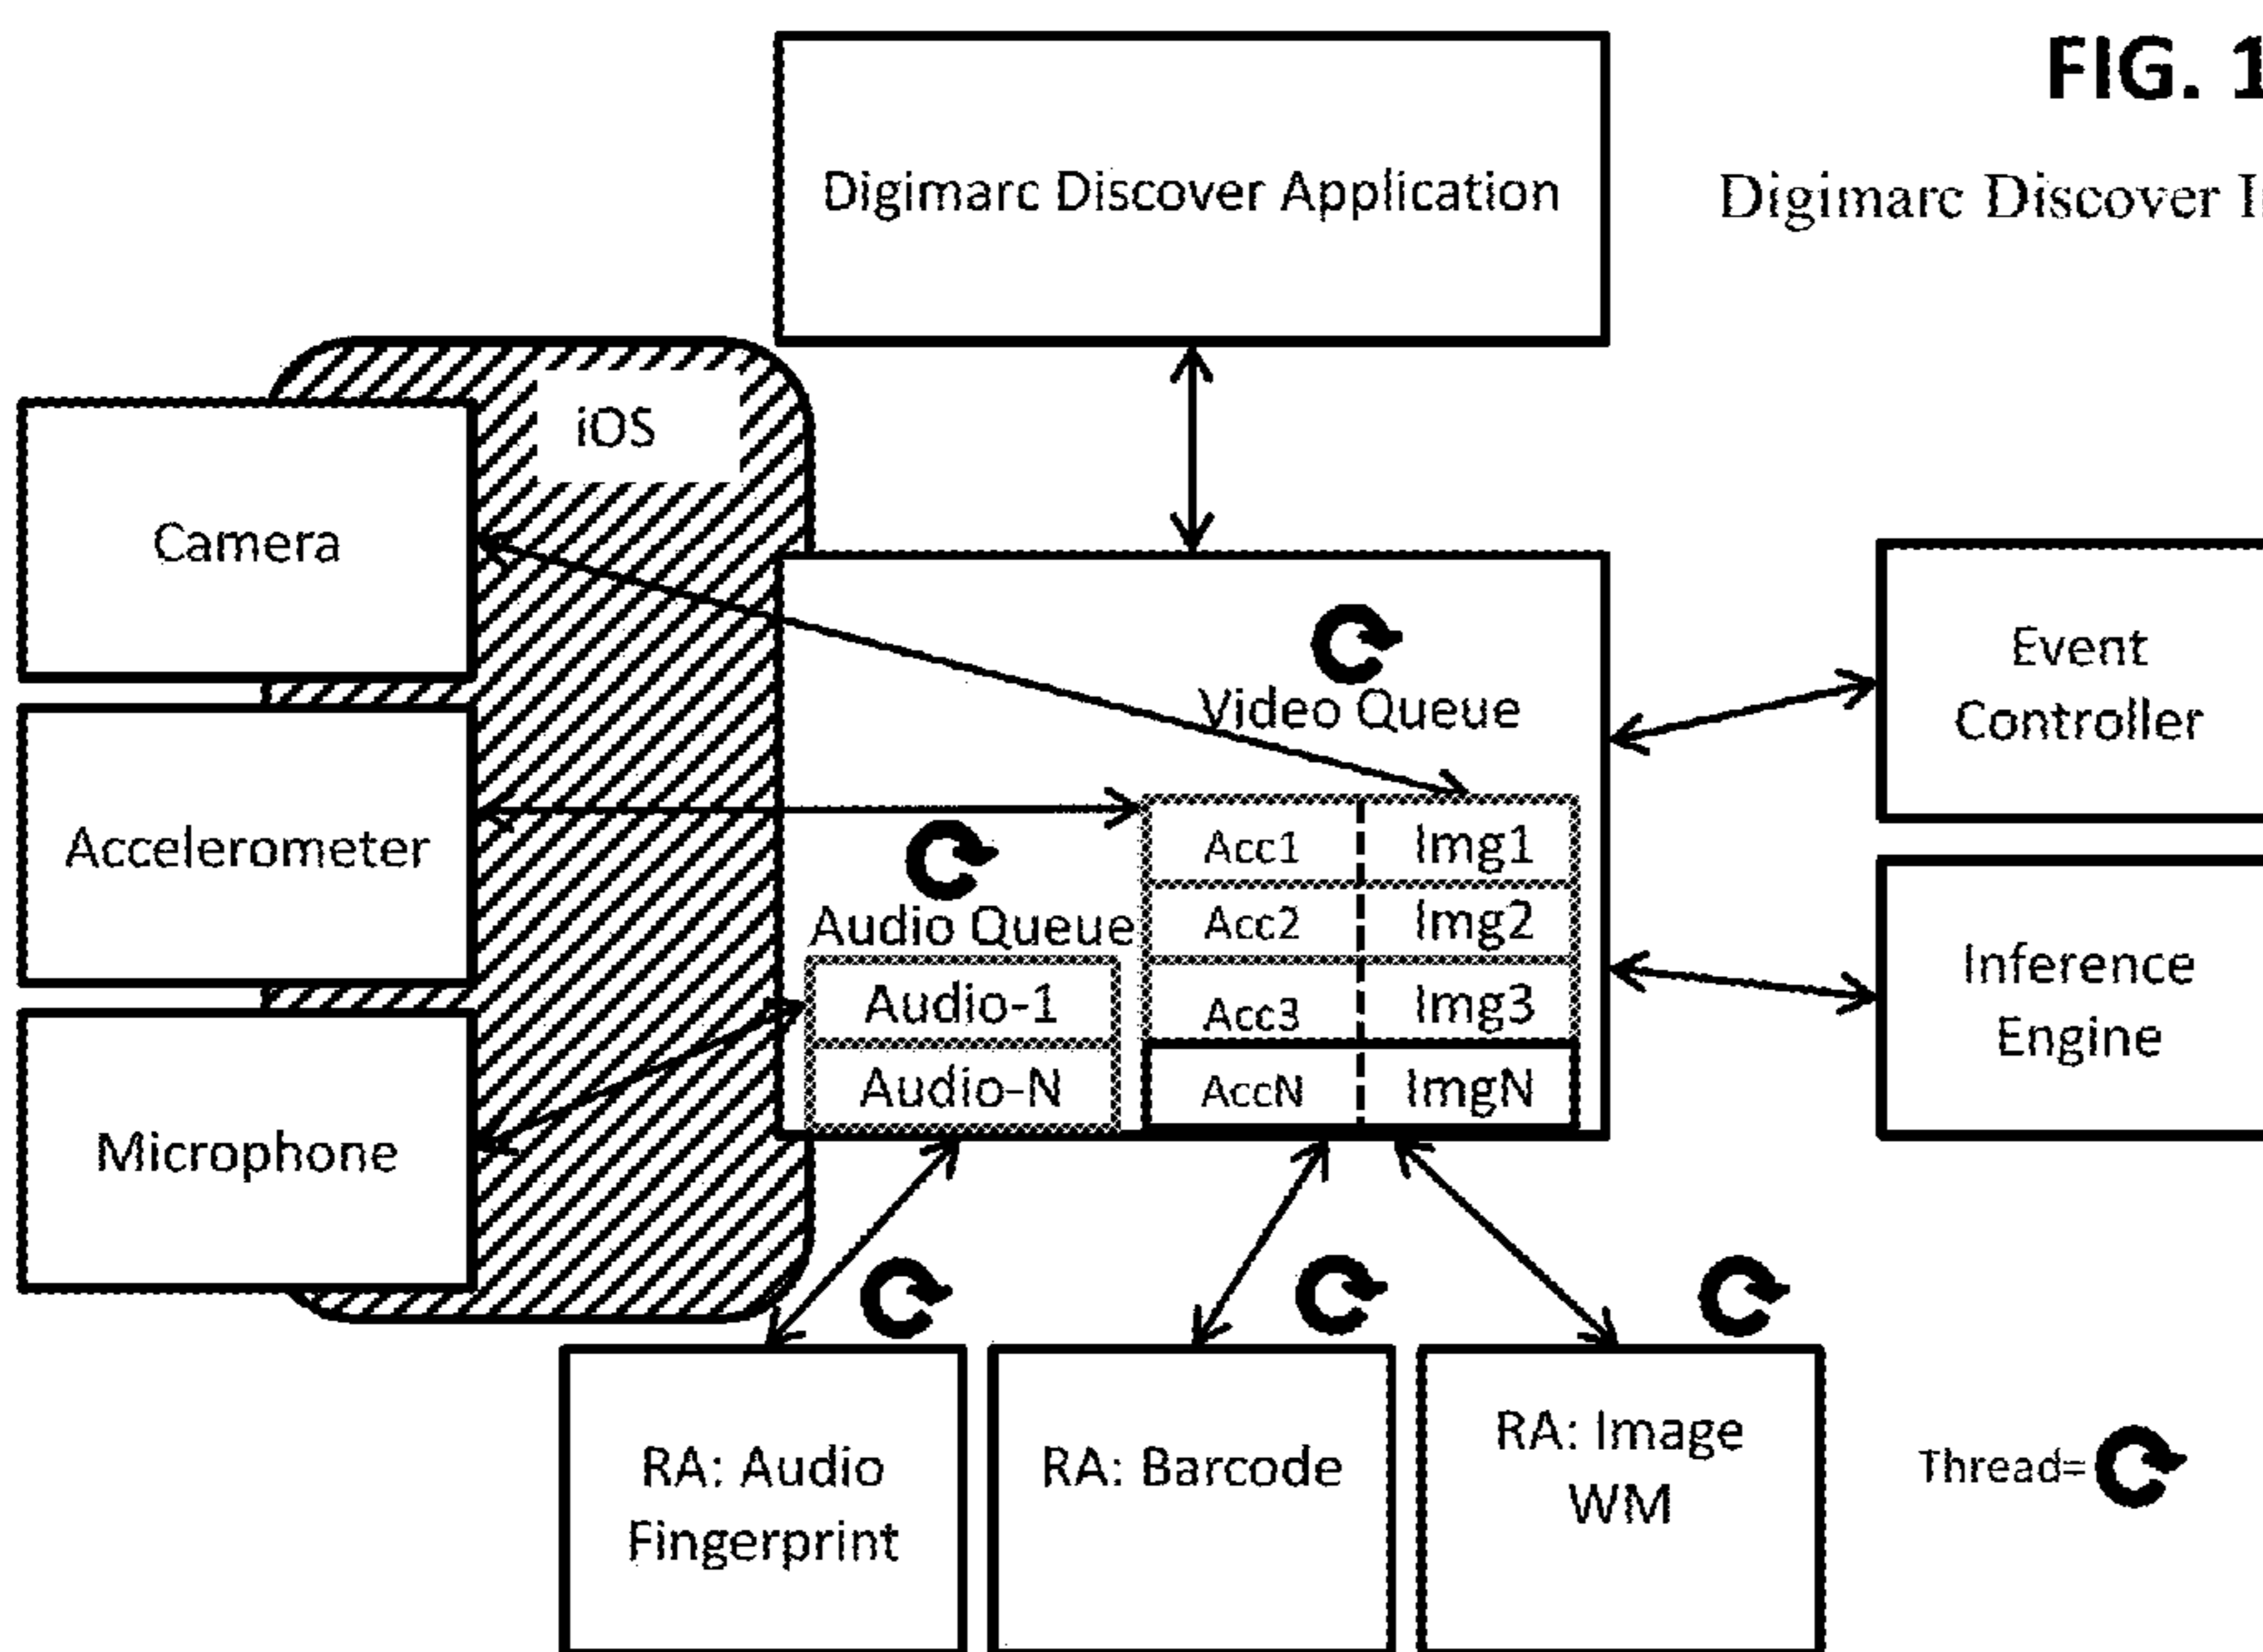 FIG. 1
Digimarc Discover Application
Digimarc Discover
iOS
Camera
Accelerometer
Microphone
Video Queue
Audio Queue
Acc1 Img1
Acc2 Img2
Acc3 Img3
AccN ImgN
Audio-1
Audio-N
Event
Controller
Inference
Engine
RA: Audio
Fingerprint
RA: Barcode
RA: Image
WM
Thread=